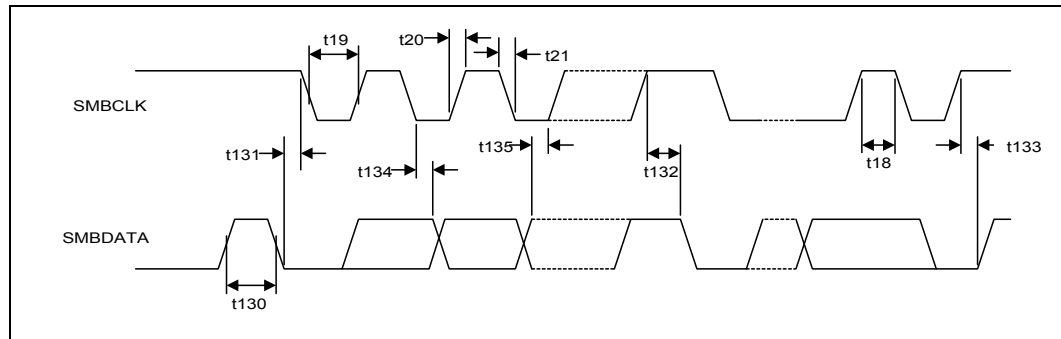 t19
t20
t21
SMBCLK
t131
t135
t18
t133
t134
t132
SMBDATA
t130